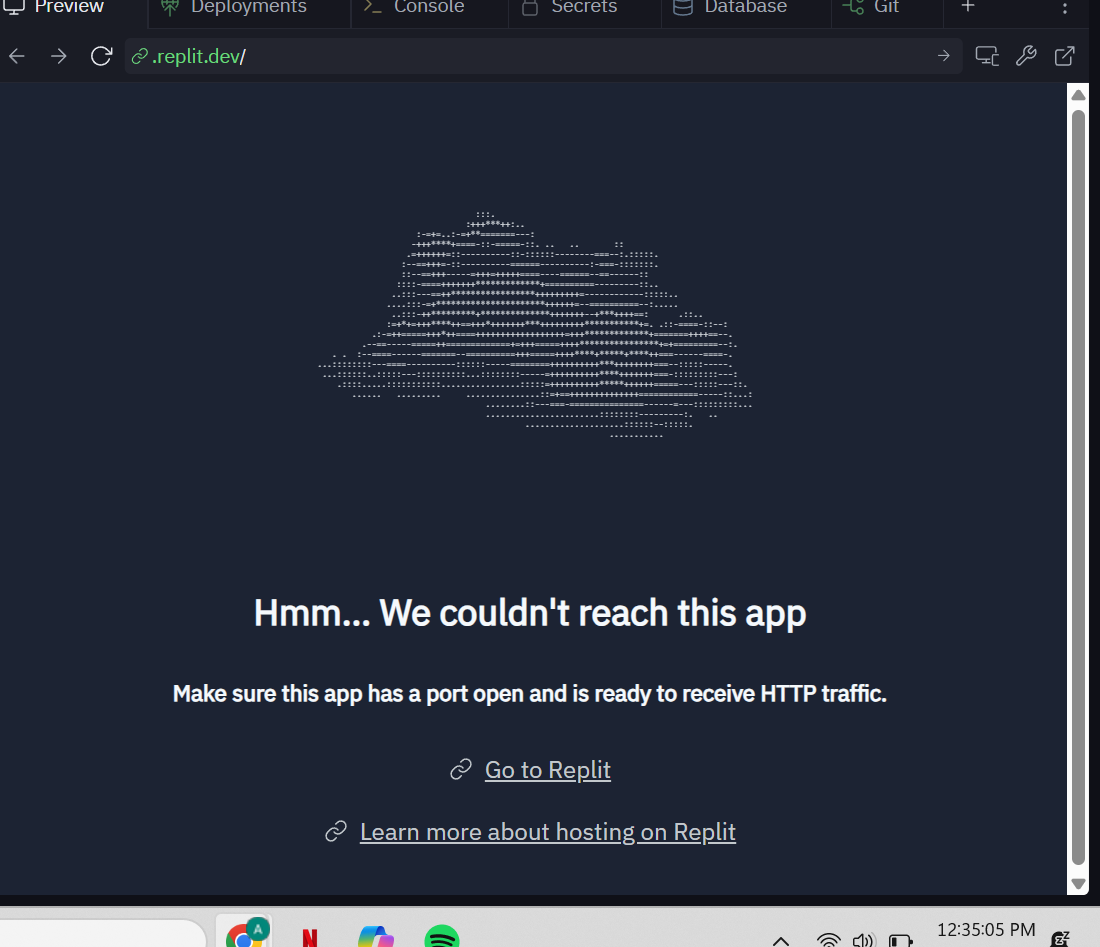 Preview
Deployments
Console
Secrets
Database
Git
.replit.dev/
Hmm... We couldn't reach this app
Make sure this app has a port open and is ready to receive HTTP traffic.
Go to Replit
Learn more about hosting on Replit
A
N
12:35:05 PM